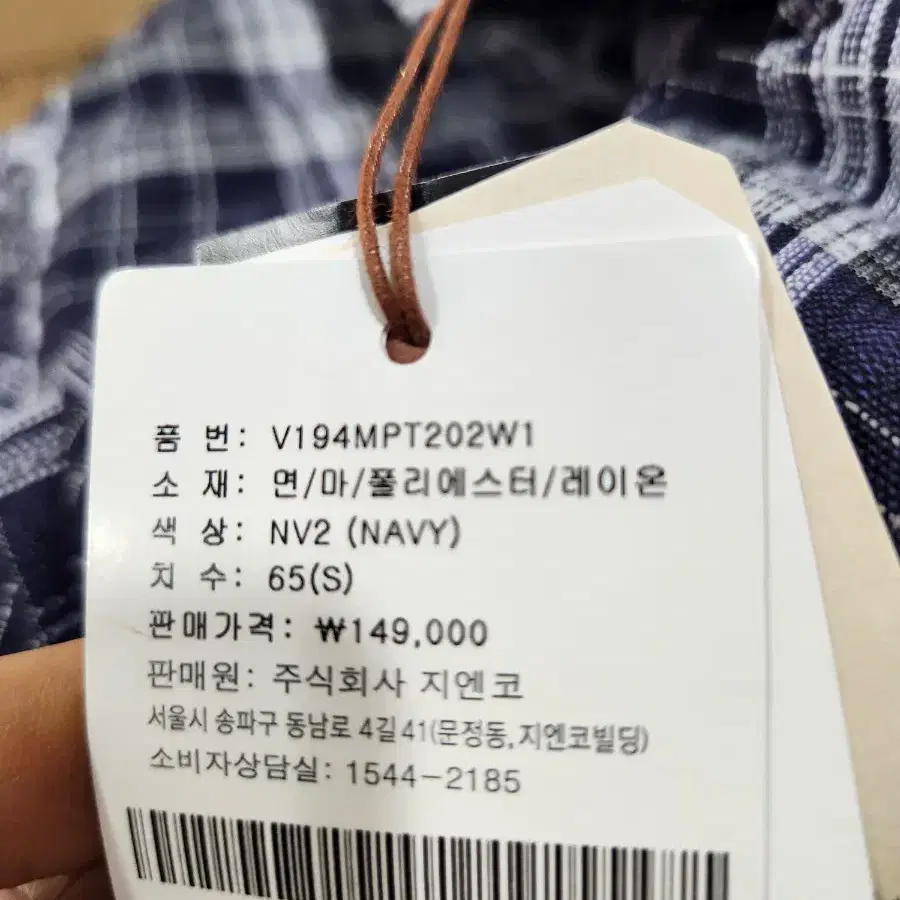 품 번: V194MPT202W1
소 재: 면/마/폴리에스터/레이온
색 상: NV2 (NAVY)
치 수: 65(S)
판매가격: ₩149,000
판매원: 주식회사 지엔코
서울시 송파구 동남로 4길 41(문정동, 지엔코빌딩)
소비자상담실: 1544-2185